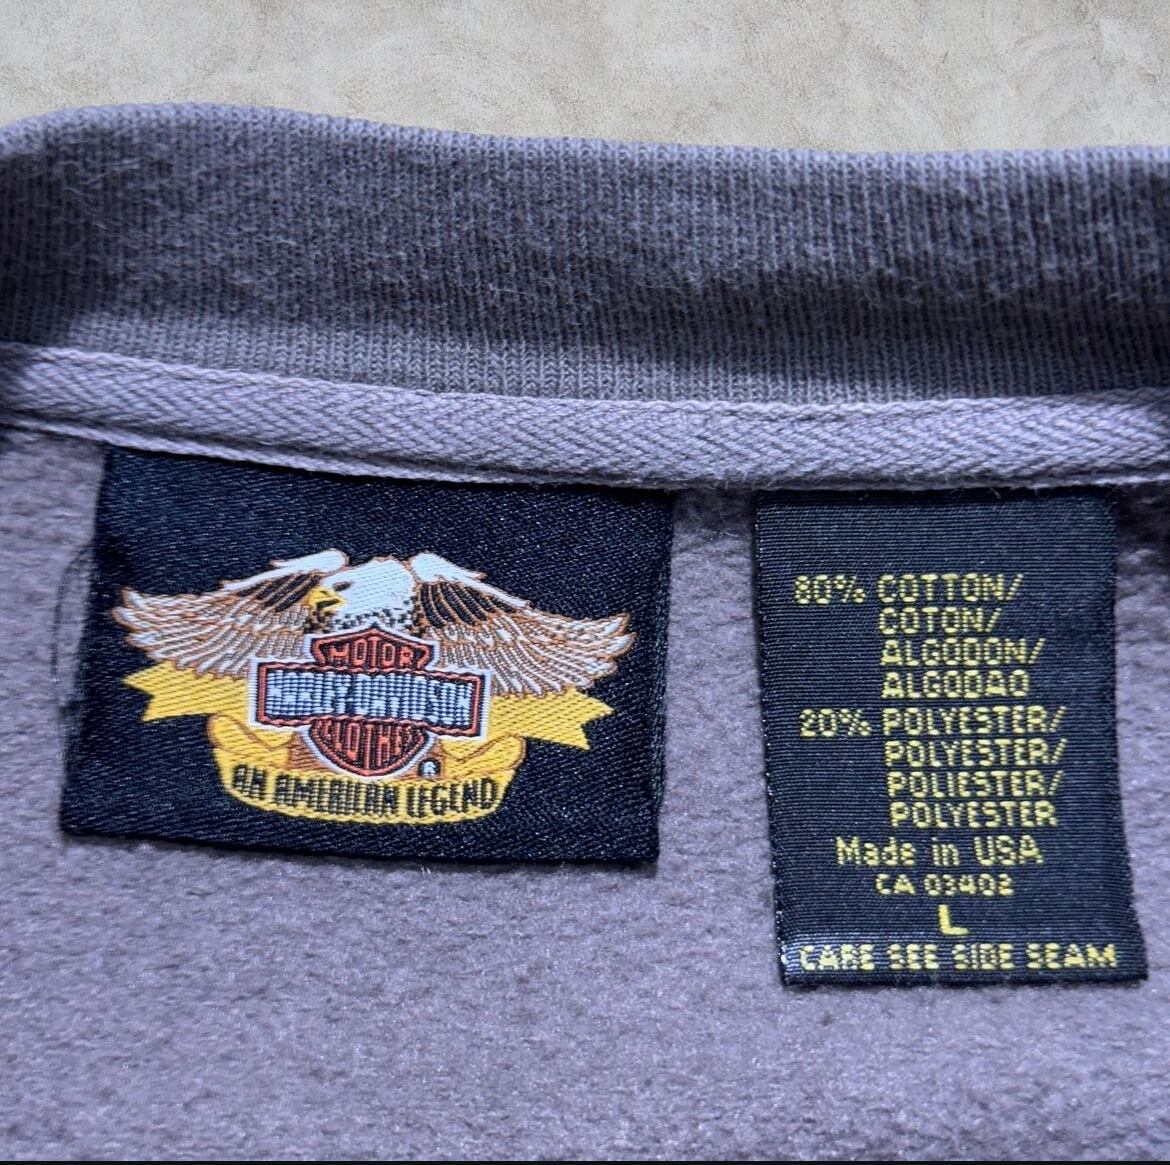 MOTOR
HARLEY-DAVIDSON
CLOTHES
®
AN AMERICAN LEGEND
80% COTTON/
COTON/
ALGODON/
ALGODAO
20% POLYESTER/
POLYESTER/
POLIESTER/
POLYESTER
Made in USA
CA 03402
L
CARE SEE SIDE SEAM